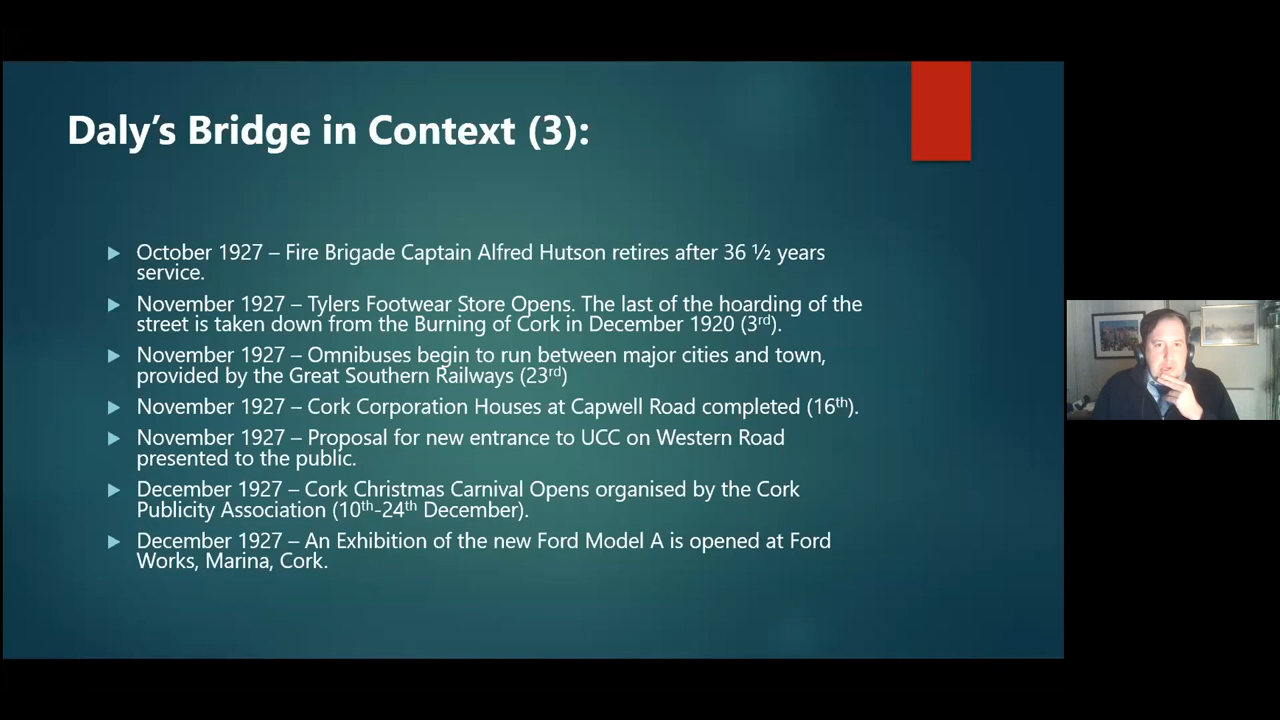 Daly’s Bridge in Context (3):
October 1927 – Fire Brigade Captain Alfred Hutson retires after 36 ½ years
service.
November 1927 – Tylers Footwear Store Opens. The last of the hoarding of the
street is taken down from the Burning of Cork in December 1920 (3rd).
November 1927 – Omnibuses begin to run between major cities and town,
provided by the Great Southern Railways (23rd)
November 1927 – Cork Corporation Houses at Capwell Road completed (16th).
November 1927 – Proposal for new entrance to UCC on Western Road
presented to the public.
December 1927 – Cork Christmas Carnival Opens organised by the Cork
Publicity Association (10th-24th December).
December 1927 – An Exhibition of the new Ford Model A is opened at Ford
Works, Marina, Cork.